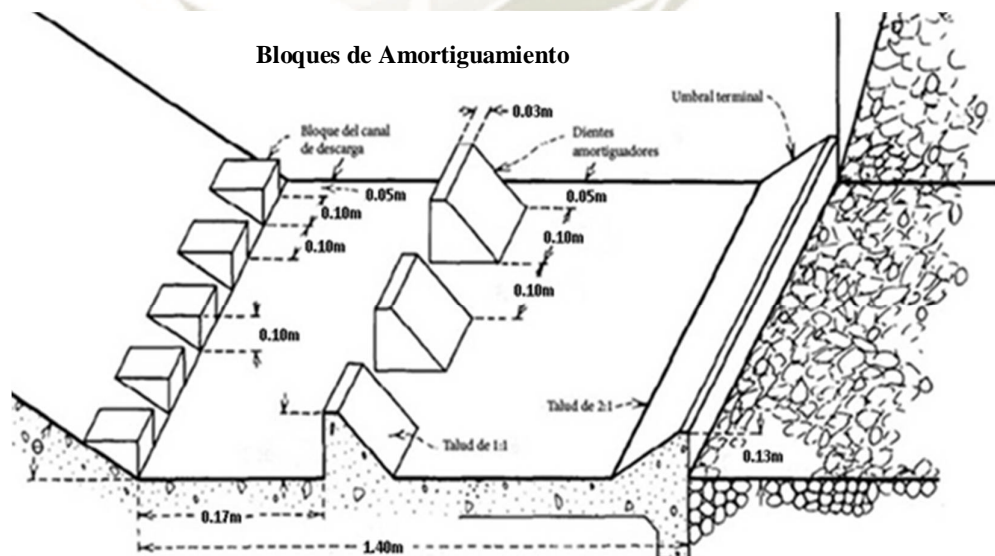 Bloques de Amortiguamiento
Umbral terminal
0.03m
Bloque del canal
de descarga
Dientes
amortiguadores
0.05m
0.10m
0.10m
0.05m
0.10m
0.10m
0.10m
Talud de 2:1
Talud de 1:1
θ
0.13m
0.17m
1.40m